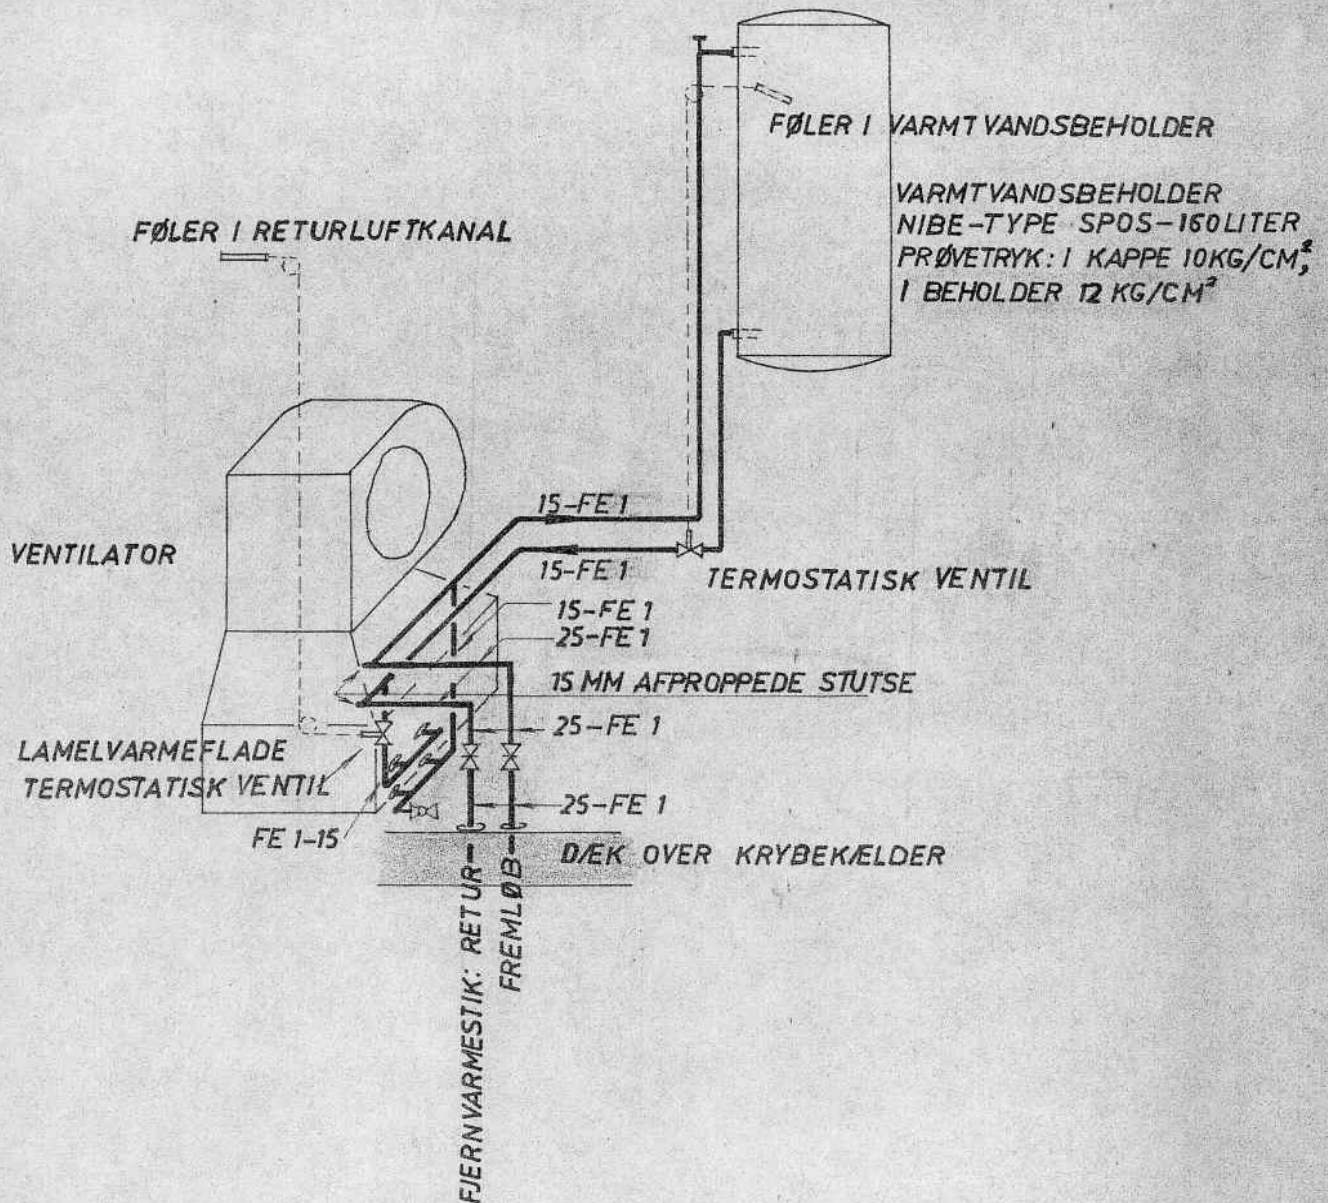 FØLER I VARMTVANDSBEHOLDER
VARMTVANDSBEHOLDER
NIBE-TYPE SPOS-160LITER
PRØVETRYK: I KAPPE 10KG/CM²,
I BEHOLDER 12 KG/CM²
FØLER I RETURLUFTKANAL
15-FE 1
VENTILATOR
15-FE 1
TERMOSTATISK VENTIL
15-FE 1
25-FE 1
15 MM AFPROPPEDE STUTSE
25-FE 1
LAMELVARMEFLADE
TERMOSTATISK VENTIL
25-FE 1
FE 1-15
DÆK OVER KRYBEKÆLDER
FJERNVARMESTIK: RETUR
FREMLØB